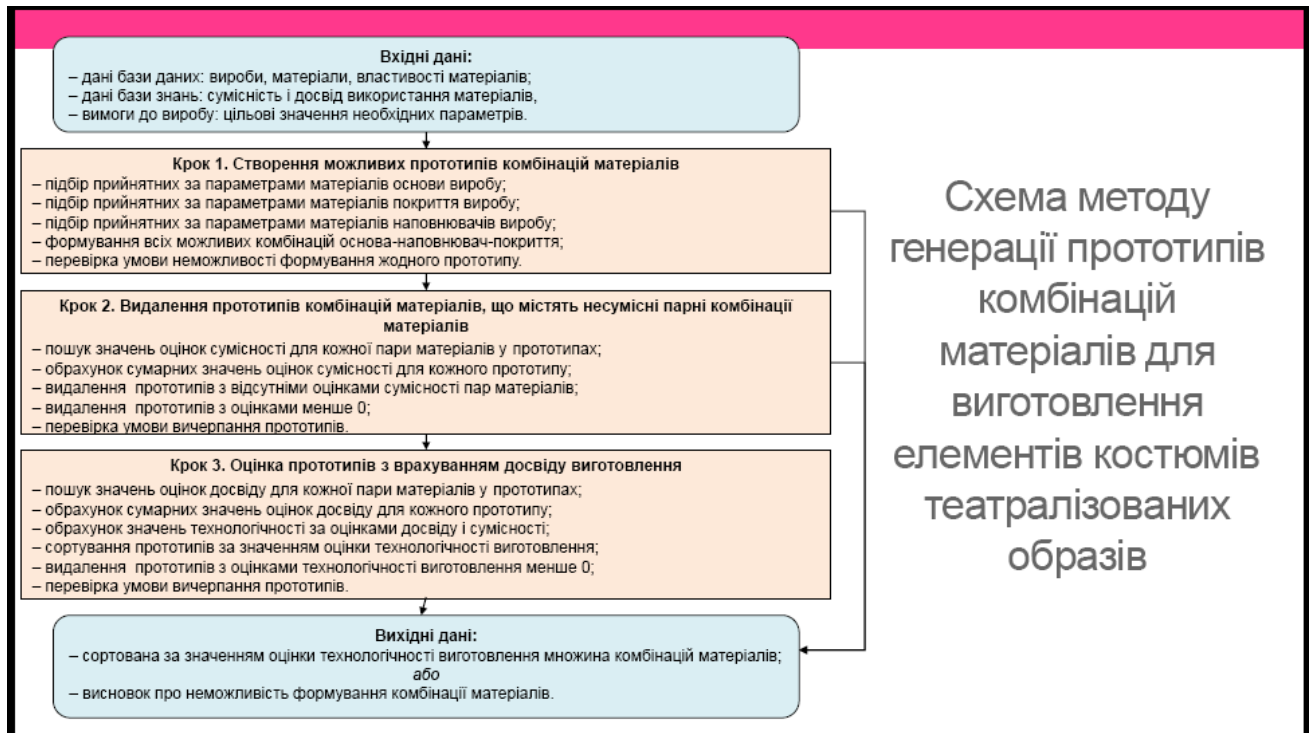 Вхідні дані:
– дані бази даних: вироби, матеріали, властивості матеріалів;
– дані бази знань: сумісність і досвід використання матеріалів,
– вимоги до виробу: цільові значення необхідних параметрів.
Крок 1. Створення можливих прототипів комбінацій матеріалів
– підбір прийнятних за параметрами матеріалів основи виробу;
– підбір прийнятних за параметрами матеріалів покриття виробу;
– підбір прийнятних за параметрами матеріалів наповнювачів виробу;
– формування всіх можливих комбінацій основа-наповнювач-покриття;
– перевірка умови неможливості формування жодного прототипу.
Крок 2. Видалення прототипів комбінацій матеріалів, що містять несумісні парні комбінації
матеріалів
– пошук значень оцінок сумісності для кожної пари матеріалів у прототипах;
– обрахунок сумарних значень оцінок сумісності для кожного прототипу;
– видалення прототипів з відсутніми оцінками сумісності пар матеріалів;
– видалення прототипів з оцінками менше 0;
– перевірка умови вичерпання прототипів.
Крок 3. Оцінка прототипів з врахуванням досвіду виготовлення
– пошук значень оцінок досвіду для кожної пари матеріалів у прототипах;
– обрахунок сумарних значень оцінок досвіду для кожного прототипу;
– обрахунок значень технологічності за оцінками досвіду і сумісності;
– сортування прототипів за значенням оцінки технологічності виготовлення;
– видалення прототипів з оцінками технологічності виготовлення менше 0;
– перевірка умови вичерпання прототипів.
Вихідні дані:
– сортована за значенням оцінки технологічності виготовлення множина комбінацій матеріалів;
або
– висновок про неможливість формування комбінації матеріалів.
Схема методу
генерації прототипів
комбінацій
матеріалів для
виготовлення
елементів костюмів
театралізованих
образів